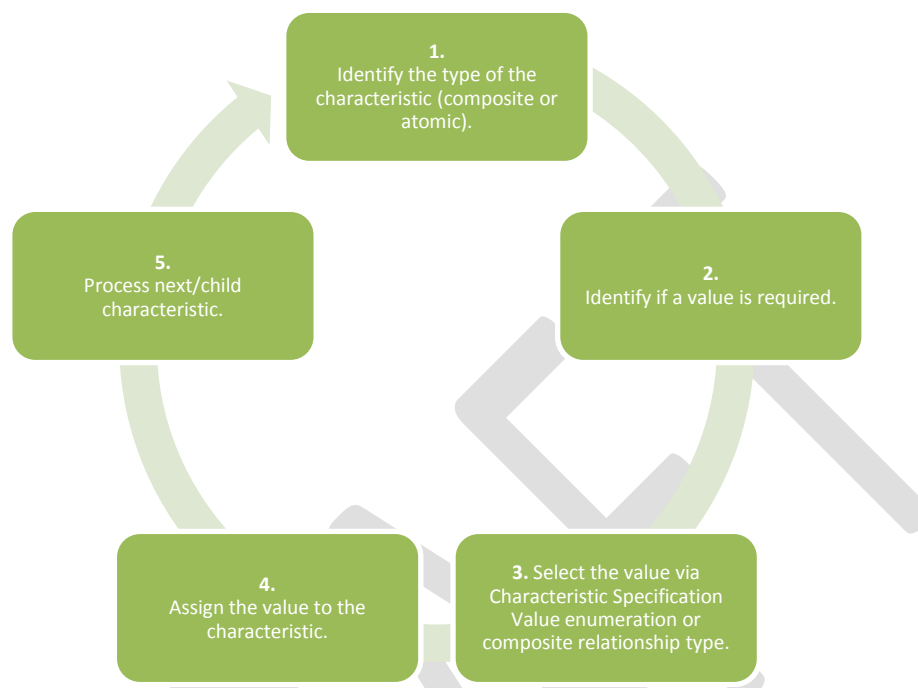 1.
Identify the type of the
characteristic (composite or
atomic).
2.
Identify if a value is required.
3. Select the value via
Characteristic Specification
Value enumeration or
composite relationship type.
4.
Assign the value to the
characteristic.
5.
Process next/child
characteristic.